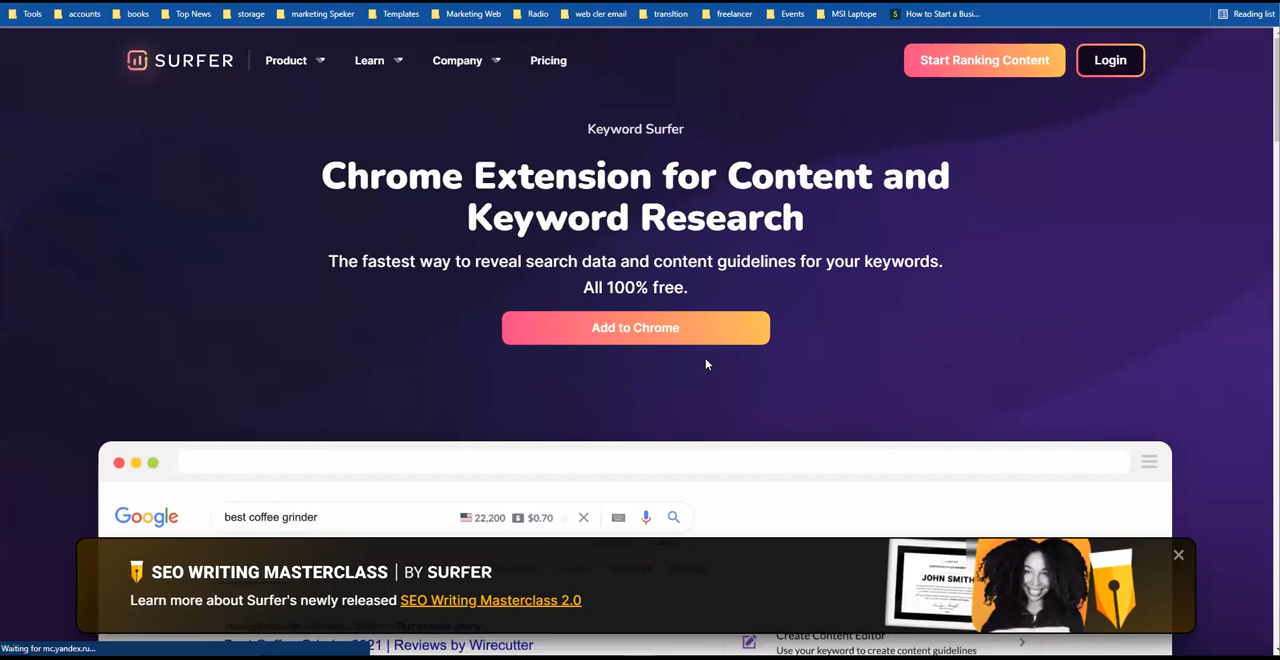 Tools accounts books Top News storage marketing Speker Templates Marketing Web Radio web cler email transltion freelancer Events MSI Laptope S How to Start a Busi... Reading list
SURFER Product Learn Company Pricing Start Ranking Content Login
Keyword Surfer
Chrome Extension for Content and
Keyword Research
The fastest way to reveal search data and content guidelines for your keywords.
All 100% free.
Add to Chrome
Google best coffee grinder 22,200 $ $0.70
SEO WRITING MASTERCLASS | BY SURFER
JOHN SMITH
Learn more about Surfer's newly released SEO Writing Masterclass 2.0
Create Content Editor
2021 | Reviews by Wirecutter
Use your keyword to create content guidelines
Waiting for mc.yandex.ru...